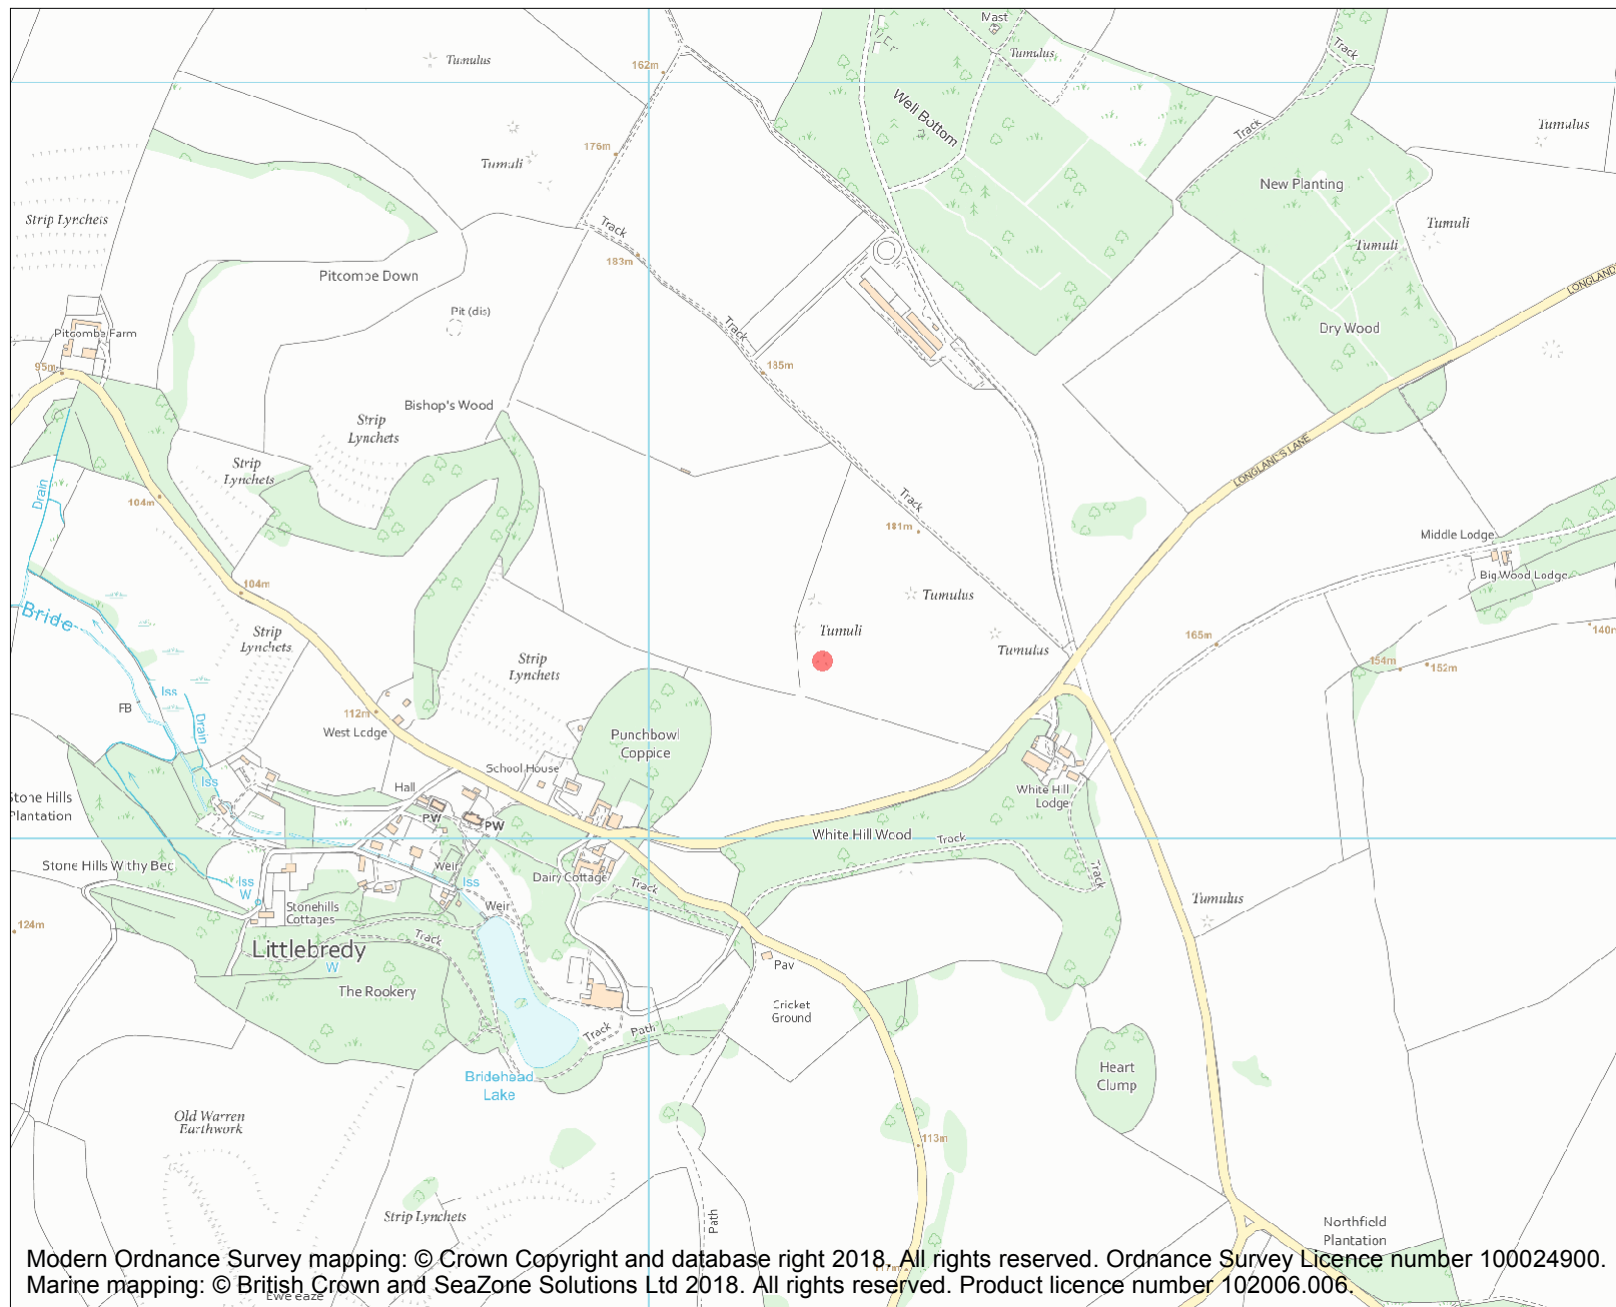 Mast
Tumulus
Tumulus
162m
Track
Well Bottom
Track
Tumulus
176m
Tumuli
New Planting
Strip Lynchets
Track
Tumuli
Tumuli
183m
Pitcombe Down
LONGLAND
Pit (dis)
Track
Dry Wood
Pitcombe Farm
95m
185m
Bishop's Wood
Strip
Lynchets
LONGLAND'S LANE
Strip
Lynchets
Drain
104m
Track
181m
Middle Lodge
Big Wood Lodge
104m
Tumulus
Bride
Tumuli
165m
140m
Strip
Lynchets
Tumulus
Strip
Lynchets
154m
152m
Iss
FB
Drain
112m
West Lodge
Punchbowl
Coppice
School House
Iss
Hall
White Hill
Lodge
Stone Hills
Plantation
PW
PW
White Hill Wood
Track
Stone Hills Withy Bed
Weir
Dairy Cottage
Track
Track
Iss
W
Iss
Stonehills
Cottages
Weir
Tumulus
124m
Track
Littlebredy
W
Pav
The Rookery
Cricket
Ground
Track
Path
Bridehead
Lake
Heart
Clump
Old Warren
Earthwork
113m
Strip Lynchets
Path
Northfield
Plantation
Modern Ordnance Survey mapping: © Crown Copyright and database right 2018. All rights reserved. Ordnance Survey Licence number 100024900.
Marine mapping: © British Crown and SeaZone Solutions Ltd 2018. All rights reserved. Product licence number 102006.006.
Ewe eaze